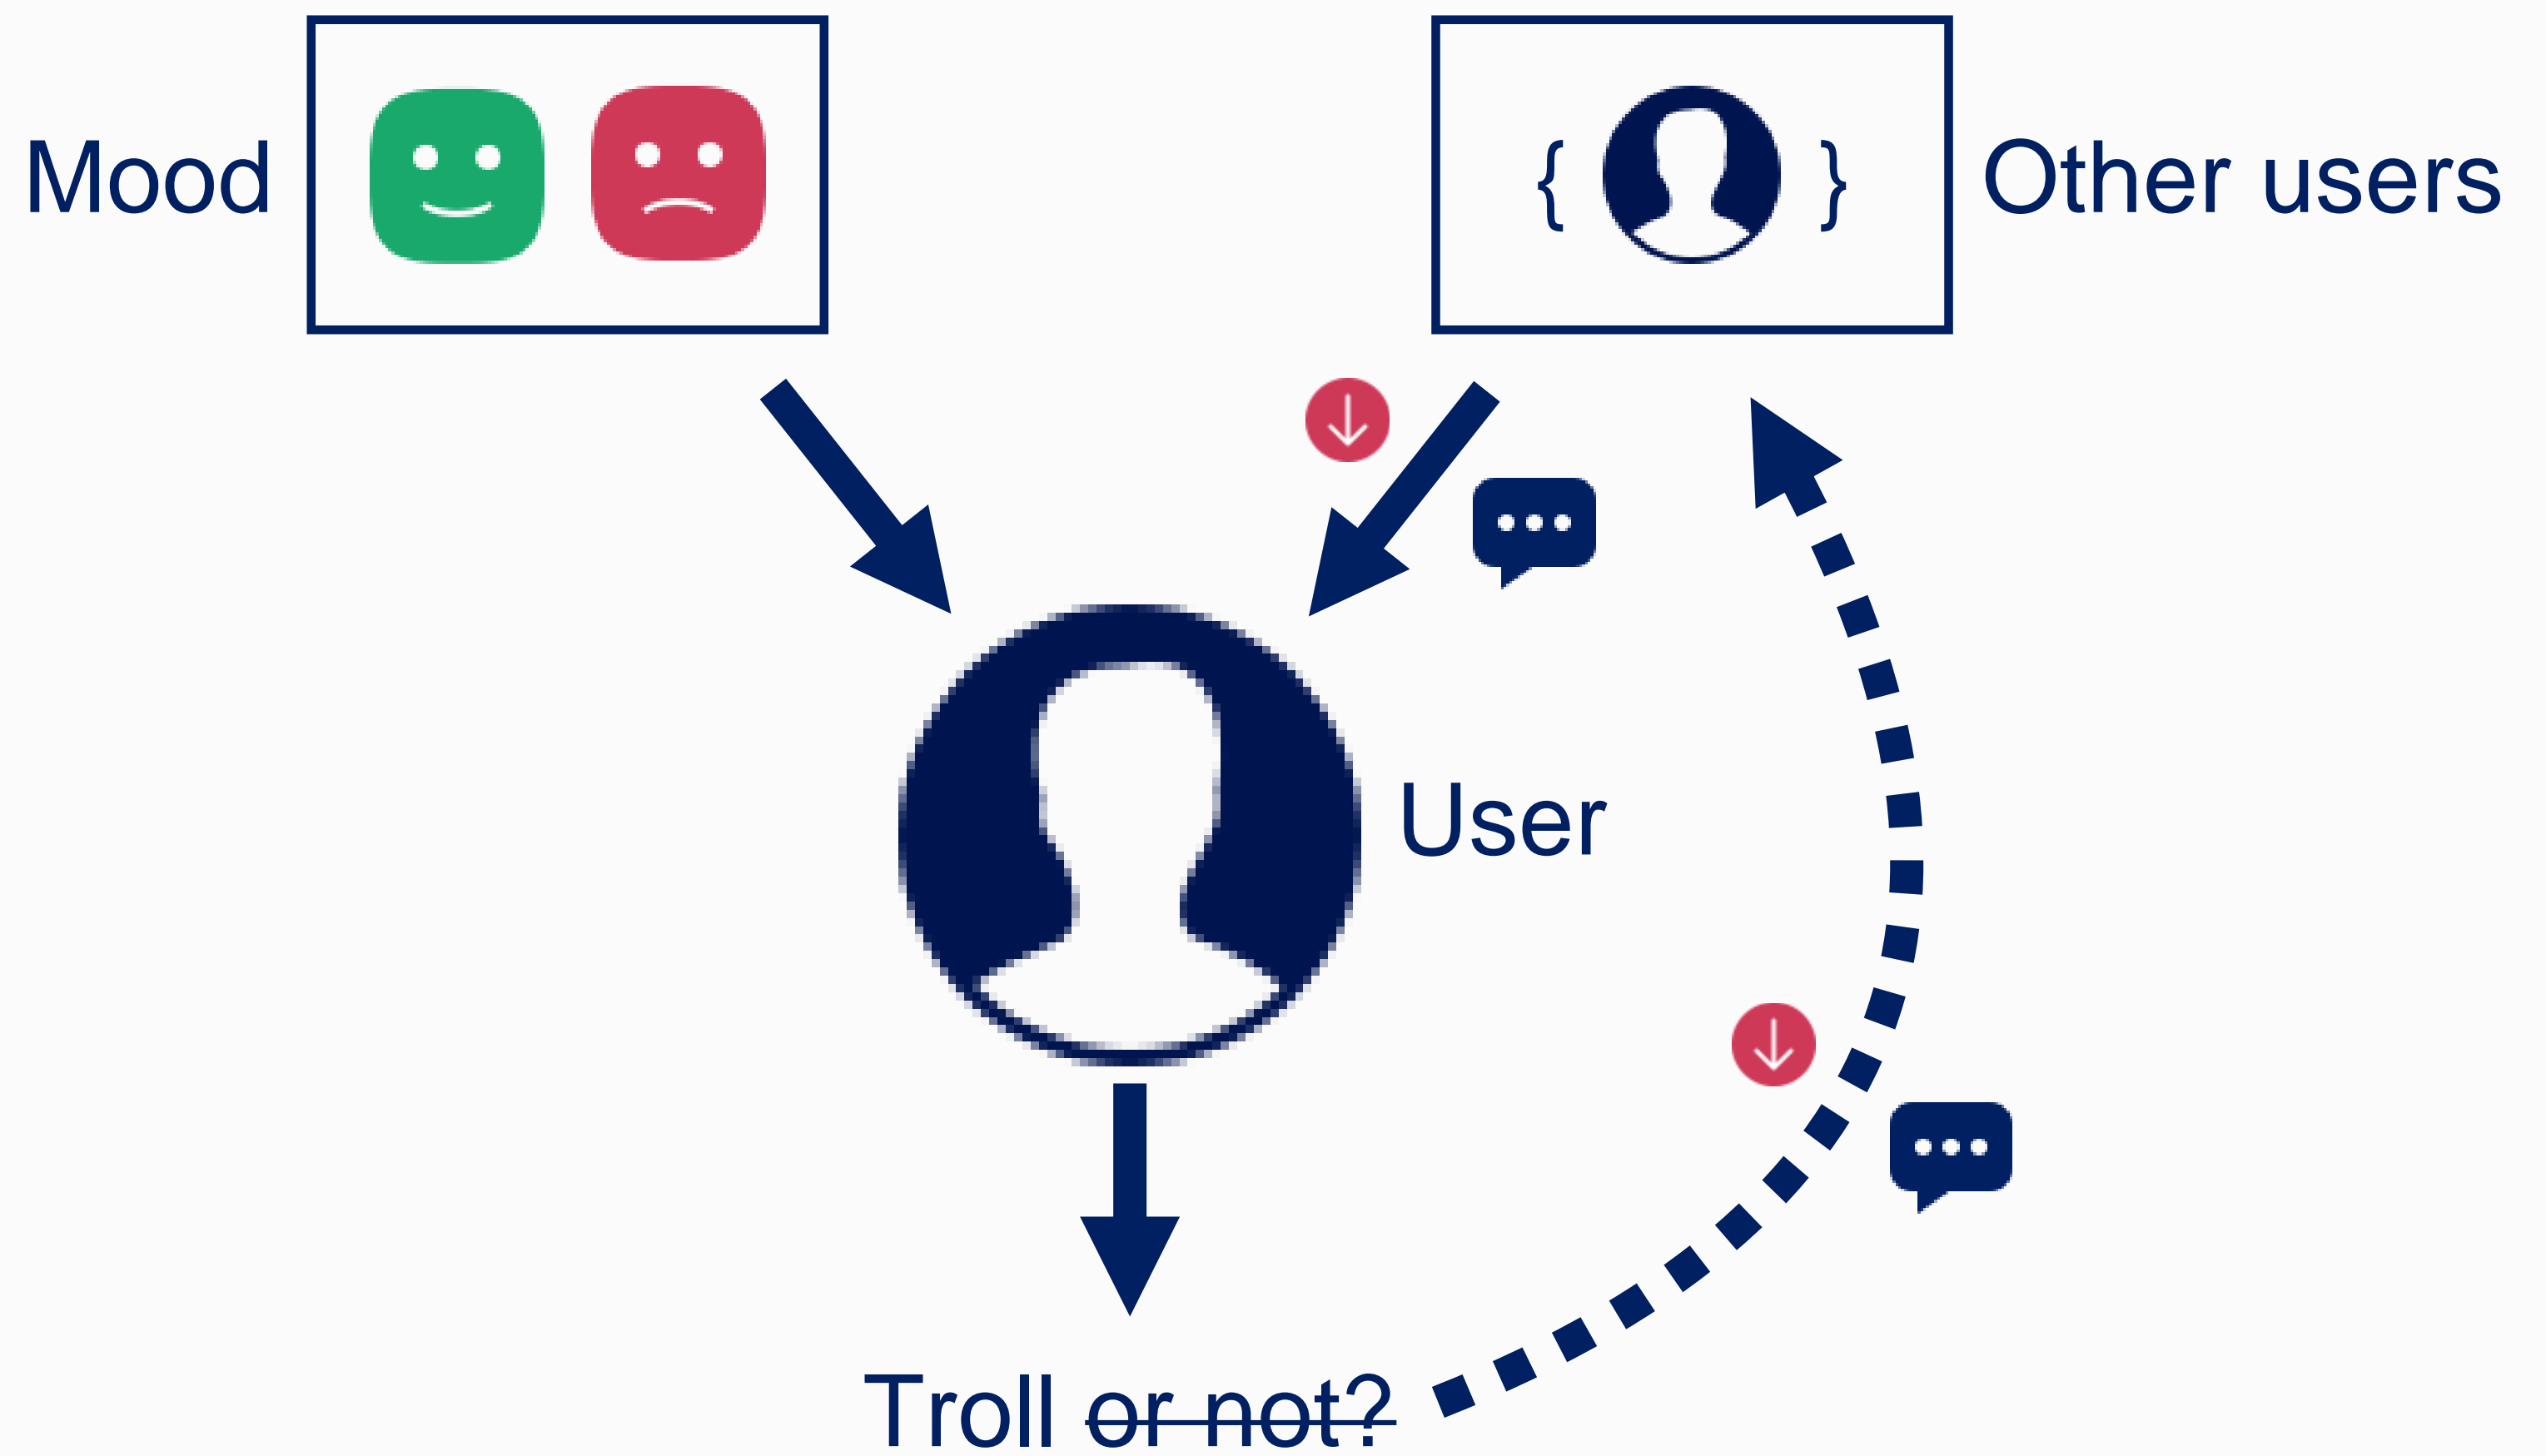 Mood
{ }
Other users
User
Troll or not?